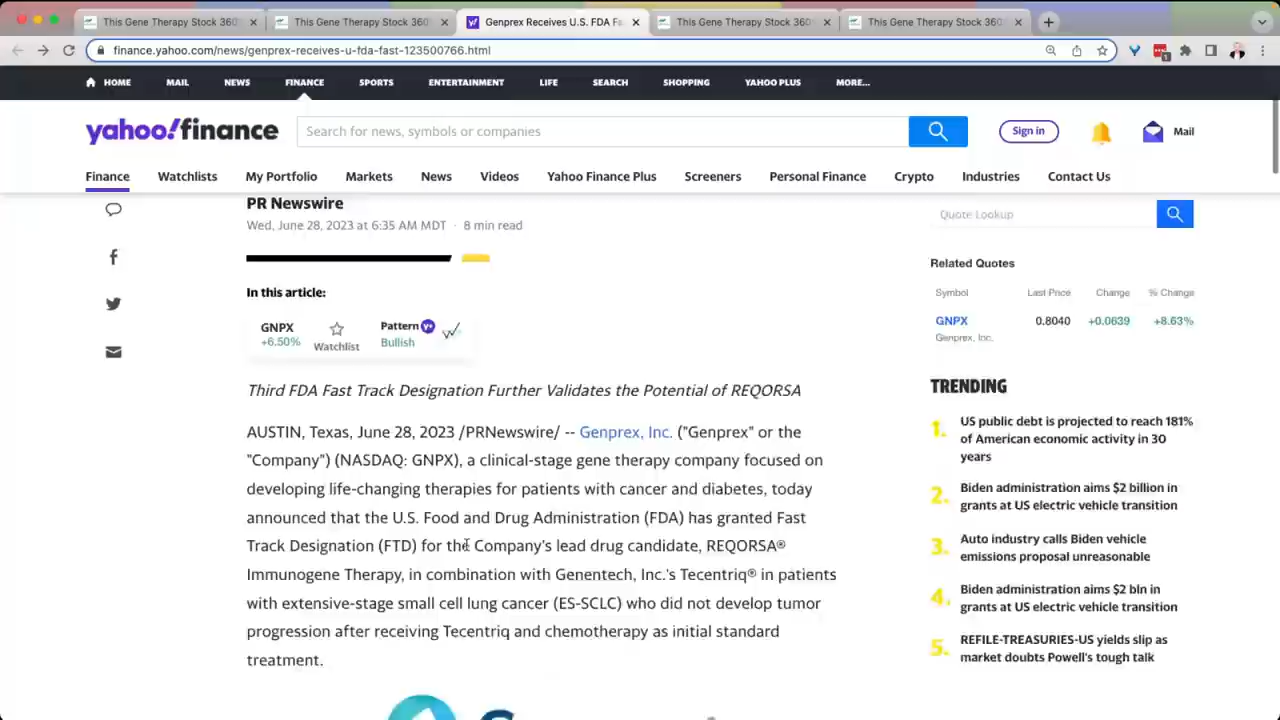 This Gene Therapy Stock 360
This Gene Therapy Stock 360
Genprex Receives U.S. FDA Fa
This Gene Therapy Stock 360
This Gene Therapy Stock 360
finance.yahoo.com/news/genprex-receives-u-fda-fast-123500766.html
1
HOME MAIL NEWS FINANCE SPORTS ENTERTAINMENT LIFE SEARCH SHOPPING YAHOO PLUS MORE...
yahoo!finance
Search for news, symbols or companies
Sign in
Mail
Finance Watchlists My Portfolio Markets News Videos Yahoo Finance Plus Screeners Personal Finance Crypto Industries Contact Us
PR Newswire
Wed, June 28, 2023 at 6:35 AM MDT · 8 min read
In this article:
GNPX
+6.50%
Watchlist
Pattern Y+
Bullish
Third FDA Fast Track Designation Further Validates the Potential of REQORSA
AUSTIN, Texas, June 28, 2023 /PRNewswire/ -- Genprex, Inc. ("Genprex" or the
"Company") (NASDAQ: GNPX), a clinical-stage gene therapy company focused on
developing life-changing therapies for patients with cancer and diabetes, today
announced that the U.S. Food and Drug Administration (FDA) has granted Fast
Track Designation (FTD) for the Company's lead drug candidate, REQORSA®
Immunogene Therapy, in combination with Genentech, Inc.'s Tecentriq® in patients
with extensive-stage small cell lung cancer (ES-SCLC) who did not develop tumor
progression after receiving Tecentriq and chemotherapy as initial standard
treatment.
Quote Lookup
Related Quotes
Symbol Last Price Change % Change
GNPX 0.8040 +0.0639 +8.63%
Genprex, Inc.
TRENDING
1. US public debt is projected to reach 181%
of American economic activity in 30
years
2. Biden administration aims $2 billion in
grants at US electric vehicle transition
3. Auto industry calls Biden vehicle
emissions proposal unreasonable
4. Biden administration aims $2 bln in
grants at US electric vehicle transition
5. REFILE-TREASURIES-US yields slip as
market doubts Powell's tough talk